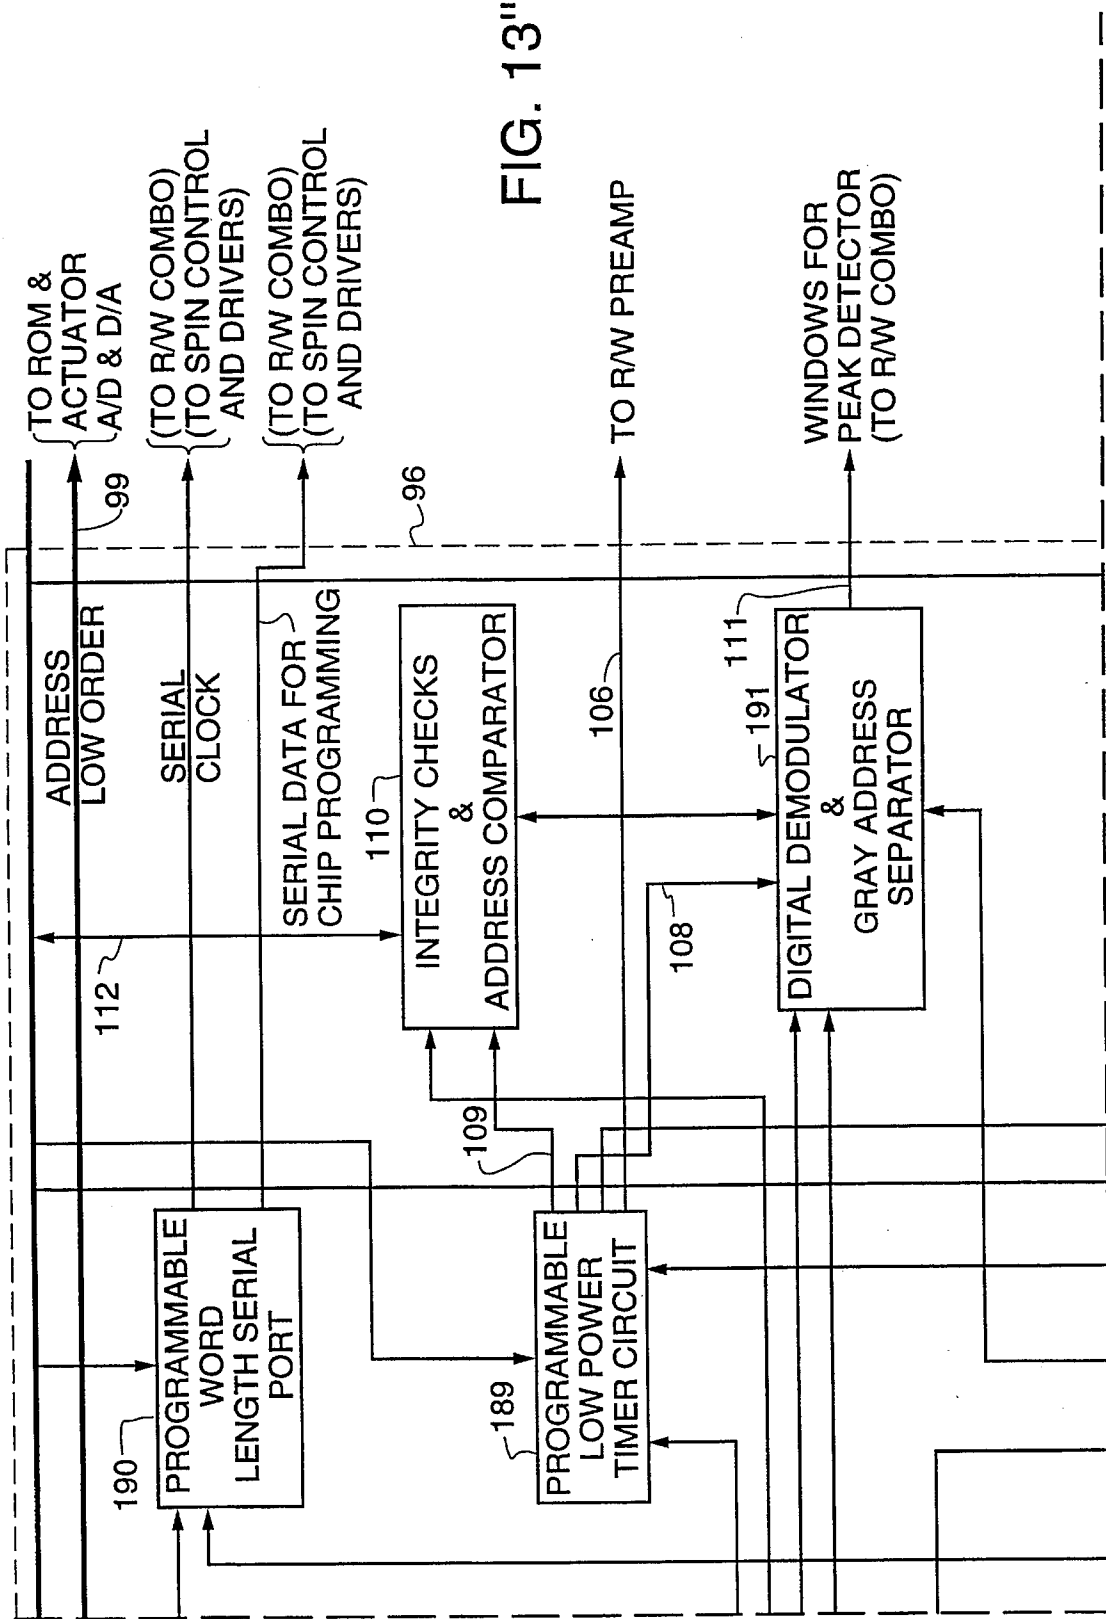 FIG. 13"
TO ROM &
ACTUATOR
A/D & D/A
99
(TO R/W COMBO)
(TO SPIN CONTROL
AND DRIVERS)
(TO R/W COMBO)
(TO SPIN CONTROL
AND DRIVERS)
96
TO R/W PREAMP
WINDOWS FOR
PEAK DETECTOR
(TO R/W COMBO)
ADDRESS
LOW ORDER
SERIAL
CLOCK
SERIAL DATA FOR
CHIP PROGRAMMING
112
110
INTEGRITY CHECKS
&
ADDRESS COMPARATOR
106
108
109
111
191
DIGITAL DEMODULATOR
&
GRAY ADDRESS
SEPARATOR
190
PROGRAMMABLE
WORD
LENGTH SERIAL
PORT
189
PROGRAMMABLE
LOW POWER
TIMER CIRCUIT